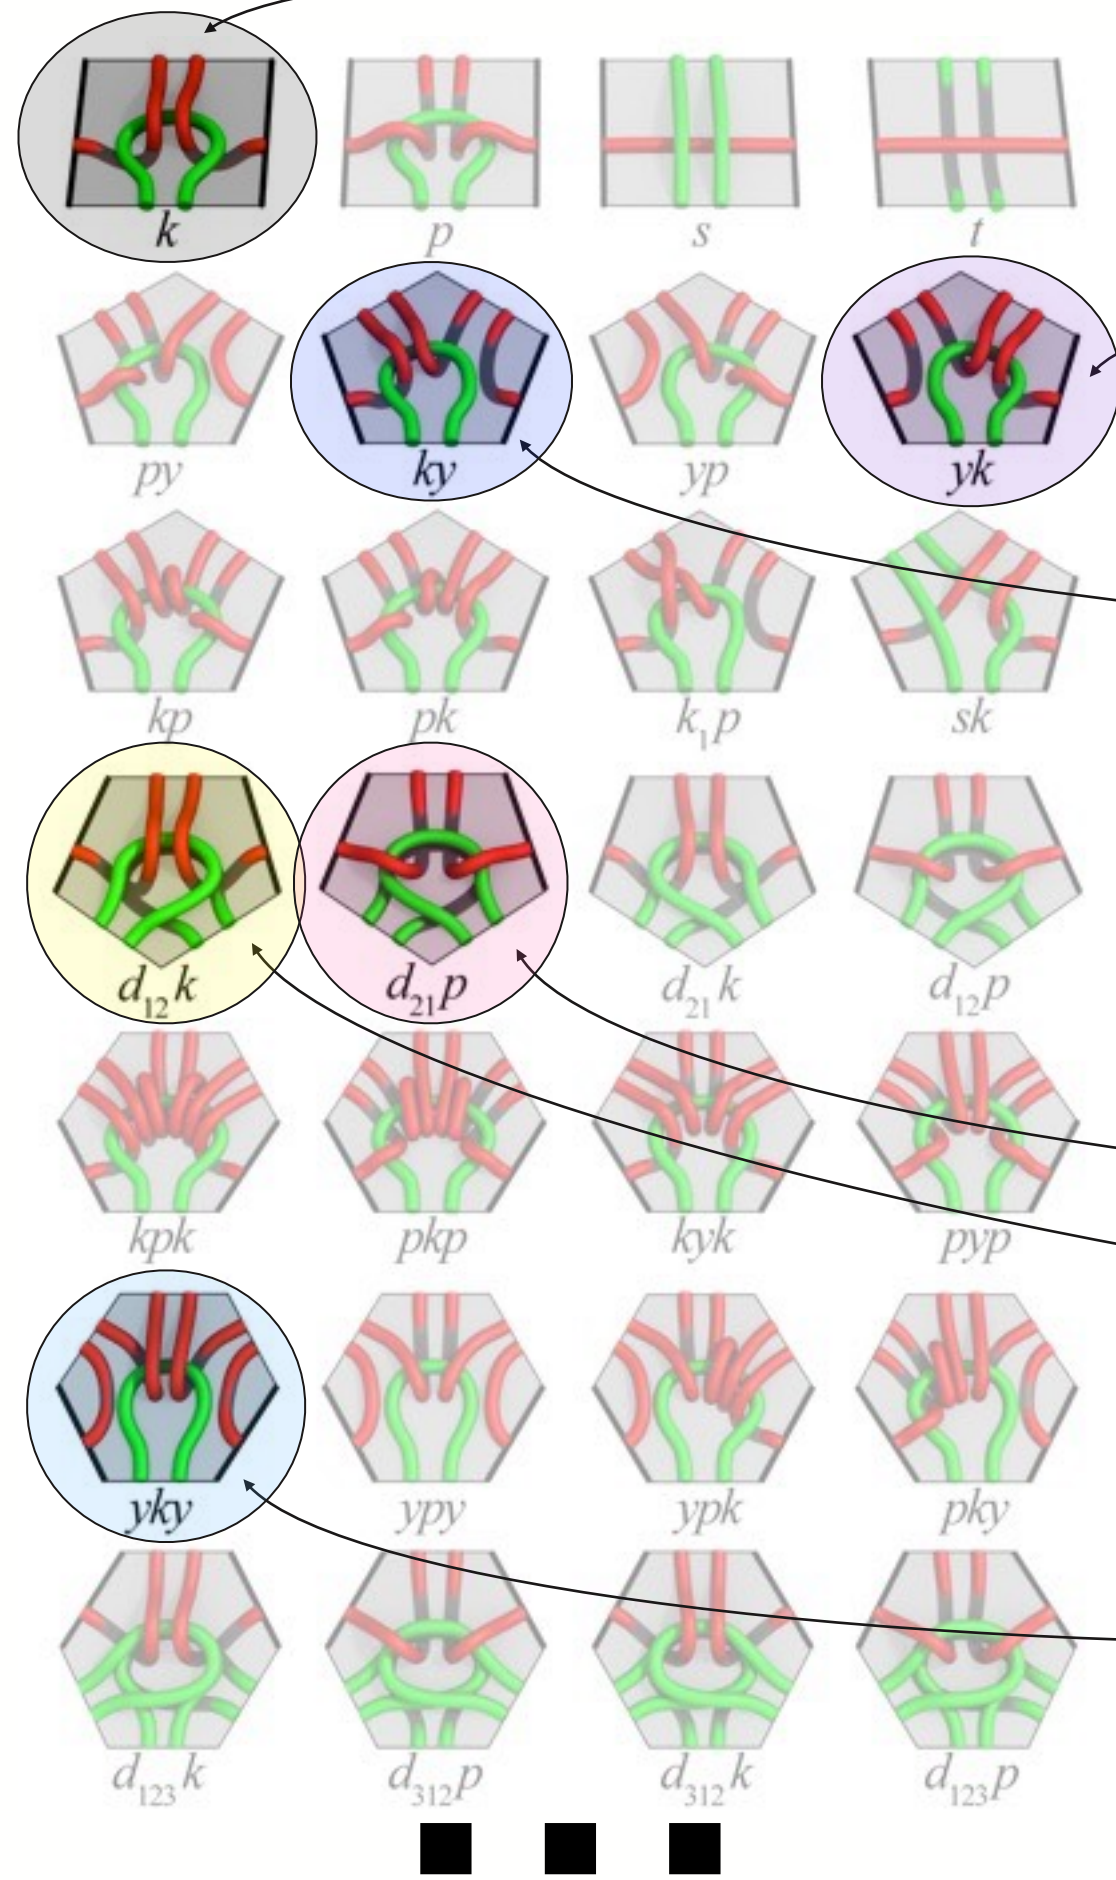 k p s t
py ky yp yk
kp pk k₁p sk
d₁₂k d₂₁p d₂₁k d₁₂p
kpk pkp kyk pyp
yky ypy ypk pky
d₁₂₃k d₃₁₂p d₃₁₂k d₁₂₃p